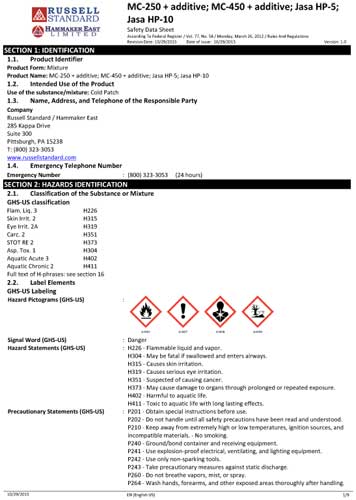 RUSSELL
STANDARD
HAMMAKER EAST
LIMITED
MC-250 + additive; MC-450 + additive; Jasa HP-5;
Jasa HP-10
Safety Data Sheet
According To Federal Register / Vol. 77, No. 58 / Monday, March 26, 2012 / Rules And Regulations
Revision Date: 10/29/2015 Date of issue: 10/29/2015 Version: 1.0
SECTION 1: IDENTIFICATION
1.1. Product Identifier
Product Form: Mixture
Product Name: MC-250 + additive; MC-450 + additive; Jasa HP-5; Jasa HP-10
1.2. Intended Use of the Product
Use of the substance/mixture: Cold Patch
1.3. Name, Address, and Telephone of the Responsible Party
Company
Russell Standard / Hammaker East
285 Kappa Drive
Suite 300
Pittsburgh, PA 15238
T: (800) 323-3053
www.russellstandard.com
1.4. Emergency Telephone Number
Emergency Number : (800) 323-3053 (24 hours)
SECTION 2: HAZARDS IDENTIFICATION
2.1. Classification of the Substance or Mixture
GHS-US classification
Flam. Liq. 3 H226
Skin Irrit. 2 H315
Eye Irrit. 2A H319
Carc. 2 H351
STOT RE 2 H373
Asp. Tox. 1 H304
Aquatic Acute 3 H402
Aquatic Chronic 2 H411
Full text of H-phrases: see section 16
2.2. Label Elements
GHS-US Labeling
Hazard Pictograms (GHS-US) :
Signal Word (GHS-US) : Danger
Hazard Statements (GHS-US) : H226 - Flammable liquid and vapor.
H304 - May be fatal if swallowed and enters airways.
H315 - Causes skin irritation.
H319 - Causes serious eye irritation.
H351 - Suspected of causing cancer.
H373 - May cause damage to organs through prolonged or repeated exposure.
H402 - Harmful to aquatic life.
H411 - Toxic to aquatic life with long lasting effects.
Precautionary Statements (GHS-US) : P201 - Obtain special instructions before use.
P202 - Do not handle until all safety precautions have been read and understood.
P210 - Keep away from extremely high or low temperatures, ignition sources, and
incompatible materials. - No smoking.
P240 - Ground/bond container and receiving equipment.
P241 - Use explosion-proof electrical, ventilating, and lighting equipment.
P242 - Use only non-sparking tools.
P243 - Take precautionary measures against static discharge.
P260 - Do not breathe vapors, mist, or spray.
P264 - Wash hands, forearms, and other exposed areas thoroughly after handling.
10/29/2015 EN (English US) 1/9